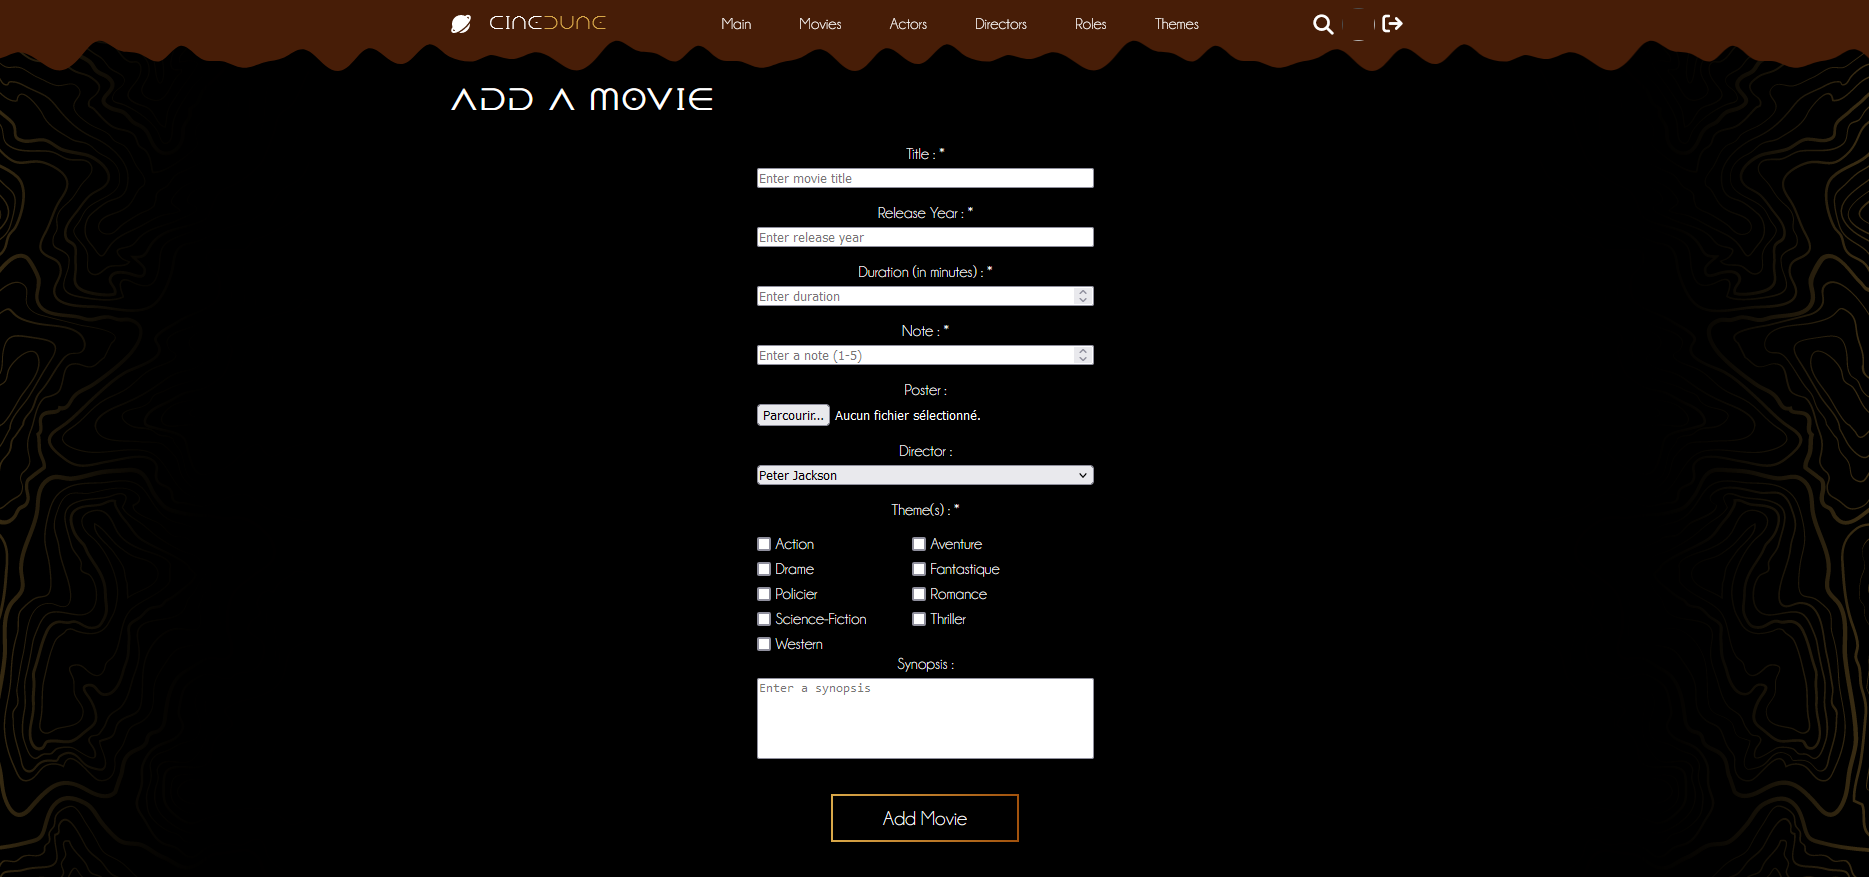 CINEDUNE Main Movies Actors Directors Roles Themes
ADD A MOVIE
Title : *
Enter movie title
Release Year : *
Enter release year
Duration (in minutes) : *
Enter duration
Note : *
Enter a note (1-5)
Poster :
Parcourir... Aucun fichier sélectionné.
Director :
Peter Jackson
Theme(s) : *
Action Aventure
Drame Fantastique
Policier Romance
Science-Fiction Thriller
Western
Synopsis :
Enter a synopsis
Add Movie